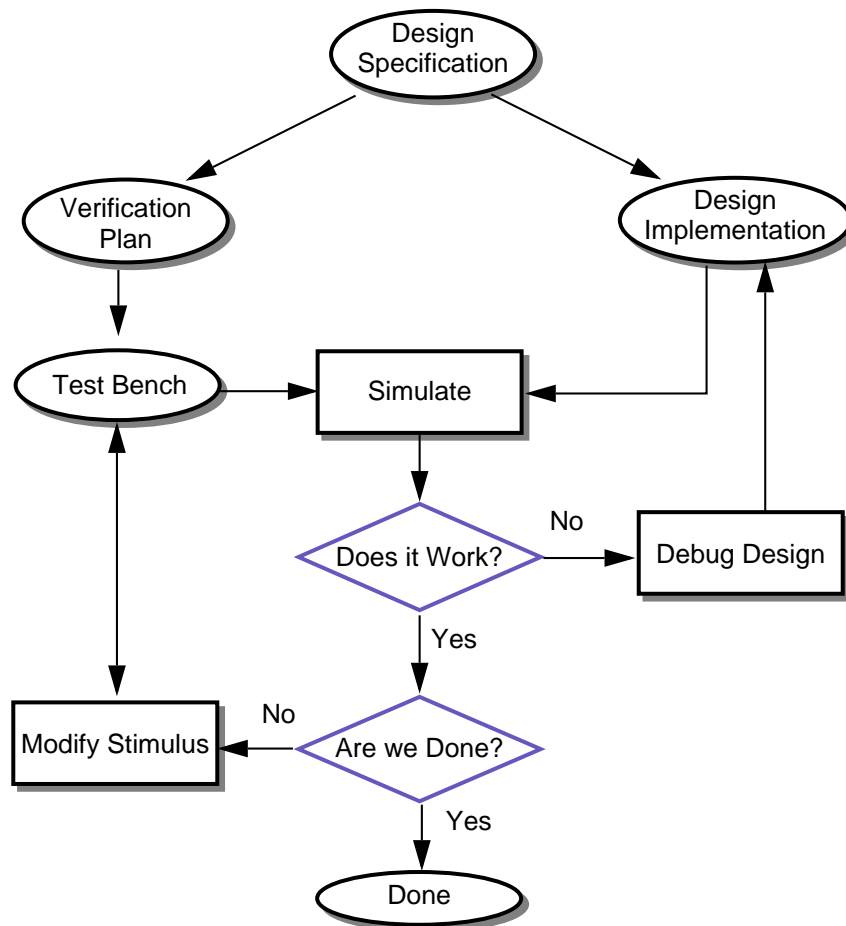 Design
Specification
Verification
Plan
Design
Implementation
Test Bench
Simulate
No
Does it Work?
Debug Design
Yes
No
Modify Stimulus
Are we Done?
Yes
Done